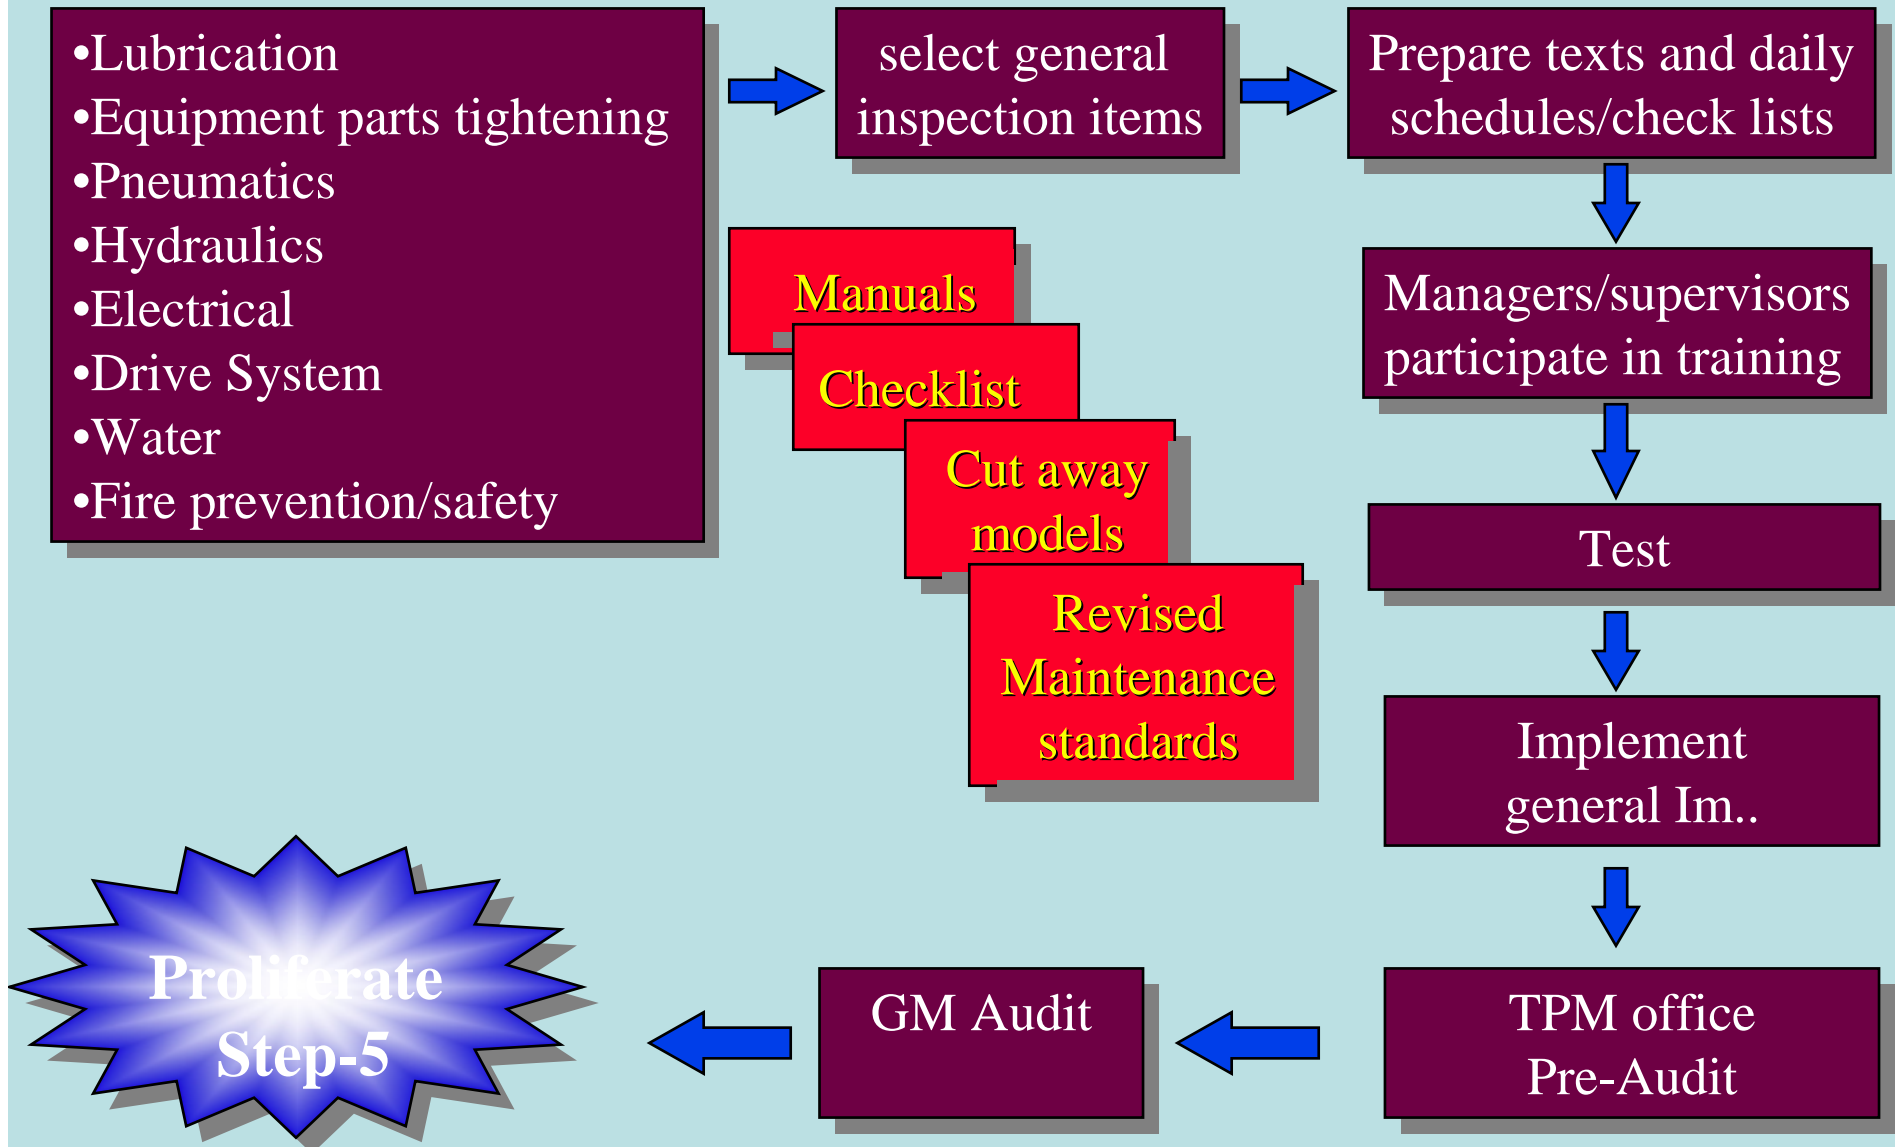 •Lubrication
•Equipment parts tightening
•Pneumatics
•Hydraulics
•Electrical
•Drive System
•Water
•Fire prevention/safety
select general
inspection items
Prepare texts and daily
schedules/check lists
Managers/supervisors
participate in training
Manuals
Checklist
Cut away
models
Revised
Maintenance
standards
Test
Implement
general Im..
TPM office
Pre-Audit
GM Audit
Proliferate
Step-5